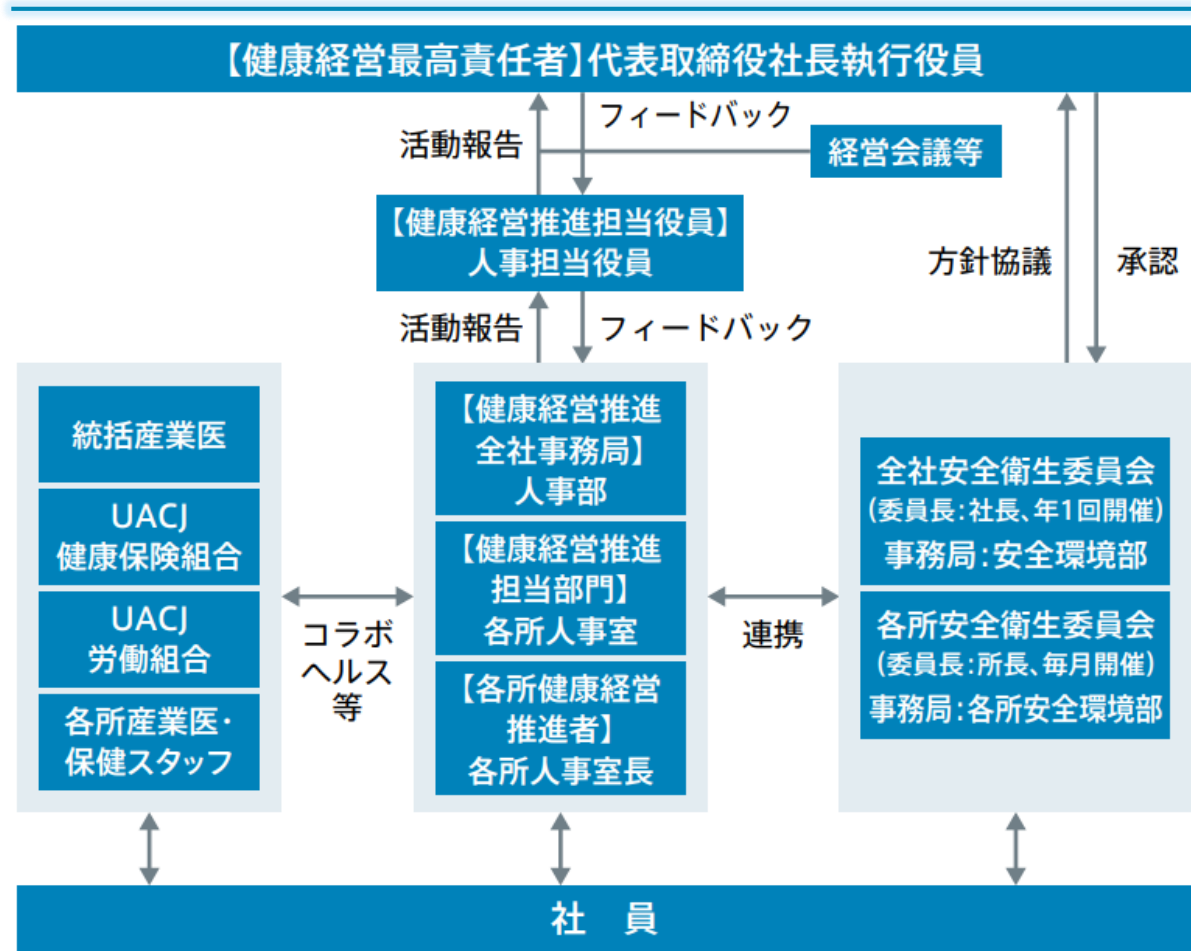 【健康経営最高責任者】代表取締役社長執行役員
活動報告
フィードバック
経営会議等
【健康経営推進担当役員】
人事担当役員
方針協議
承認
活動報告
フィードバック
統括産業医
UACJ
健康保険組合
UACJ
労働組合
各所産業医・
保健スタッフ
コラボ
ヘルス
等
【健康経営推進
全社事務局】
人事部
【健康経営推進
担当部門】
各所人事室
【各所健康経営
推進者】
各所人事室長
連携
全社安全衛生委員会
(委員長:社長、年1回開催)
事務局:安全環境部
各所安全衛生委員会
(委員長:所長、毎月開催)
事務局:各所安全環境部
社 員